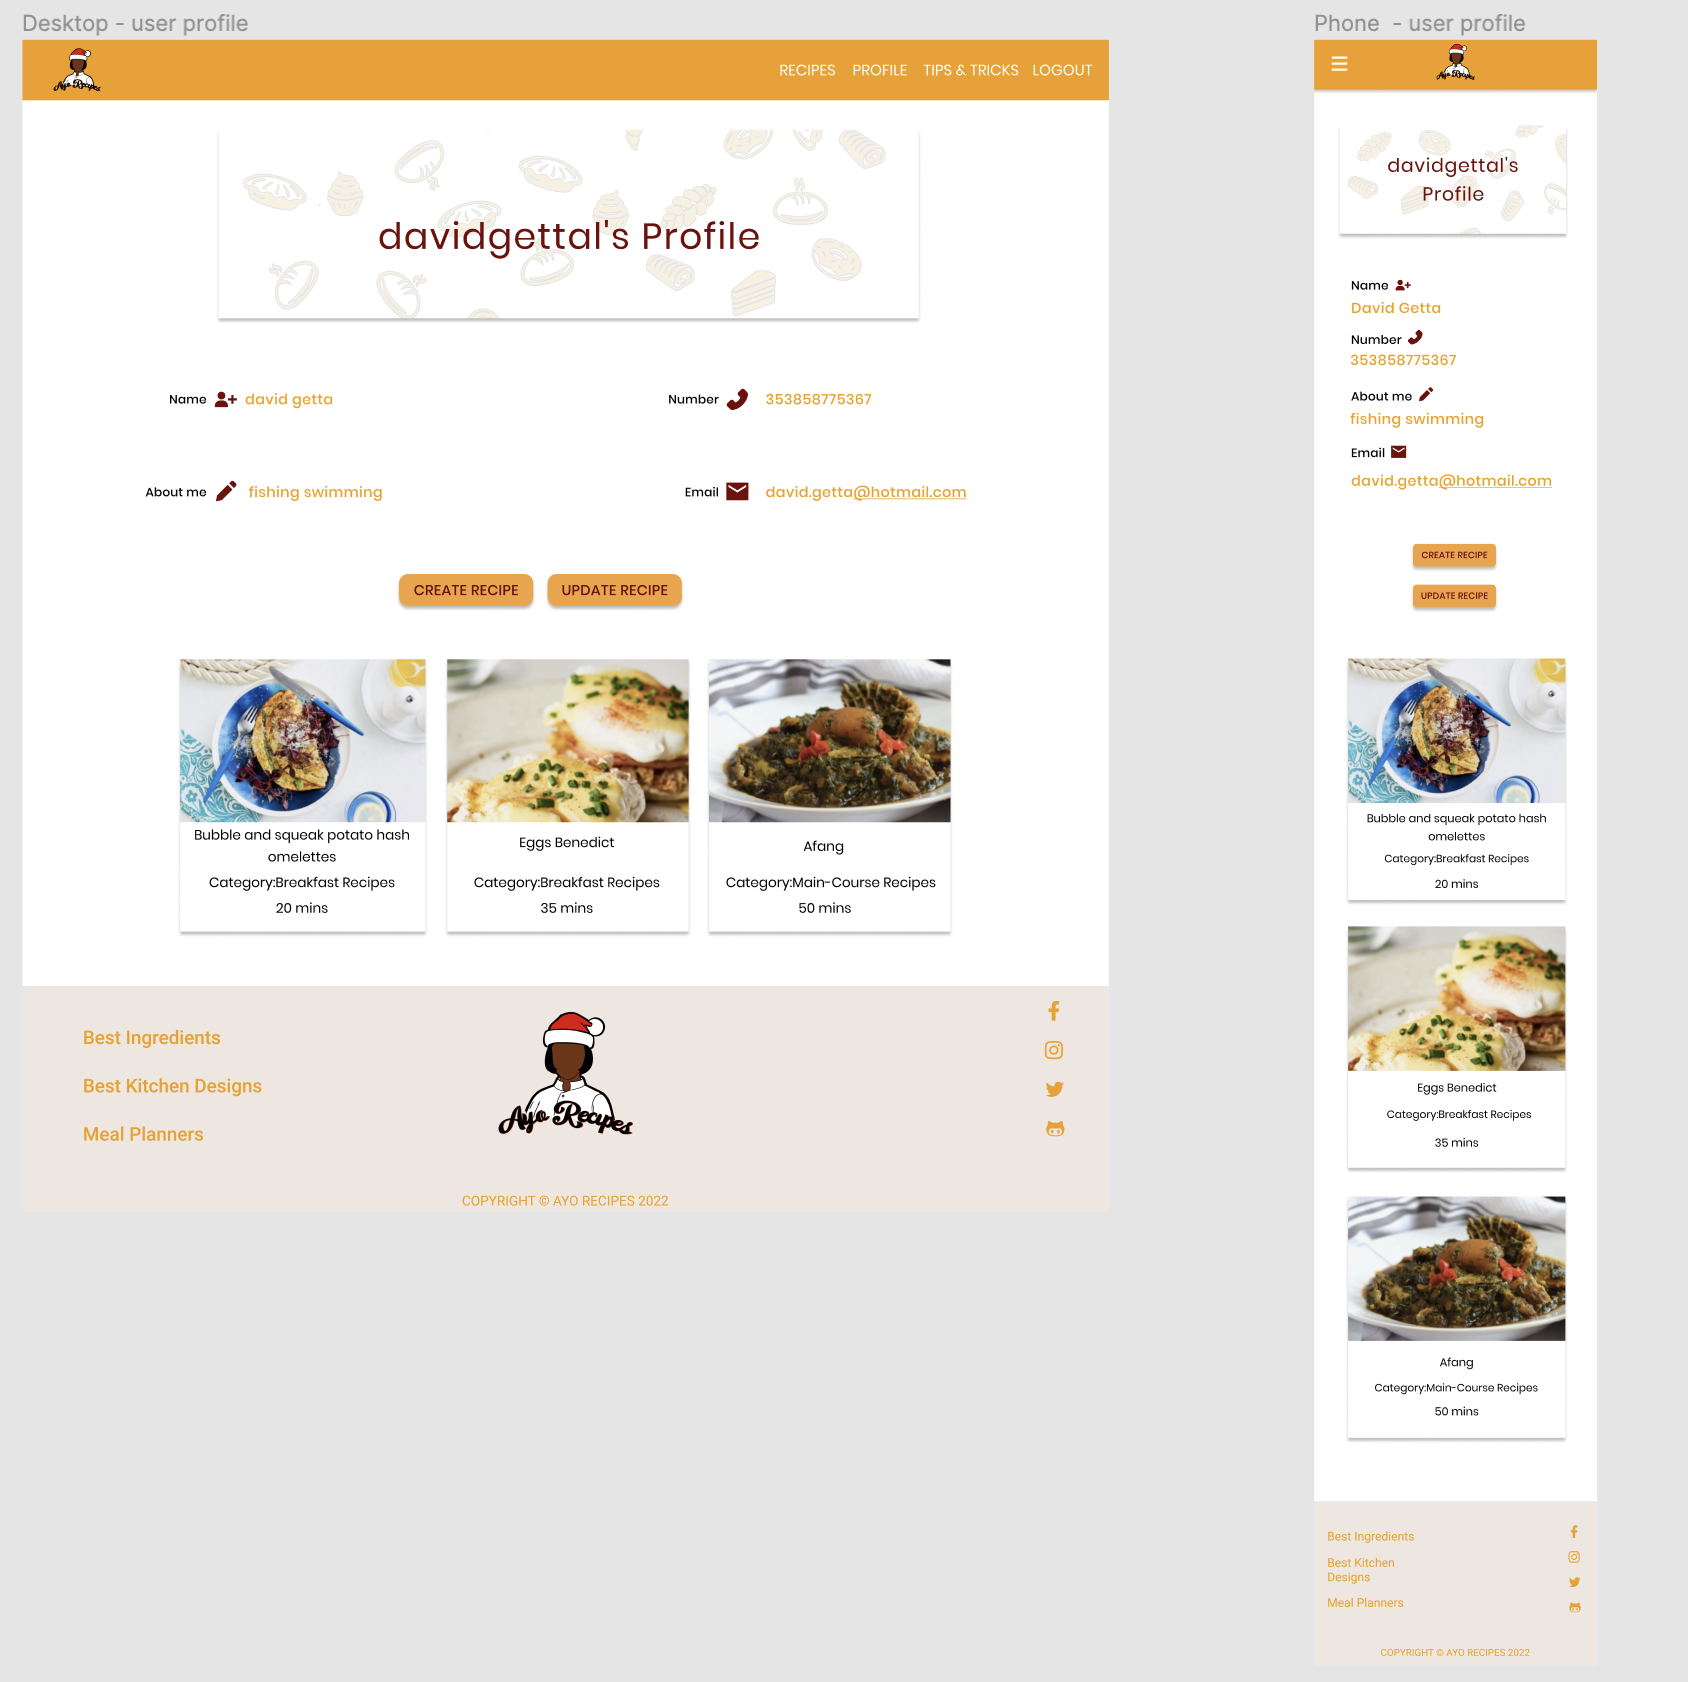 Desktop - user profile
Ayo Recipes
RECIPES PROFILE TIPS & TRICKS LOGOUT
davidgettal's Profile
Name david getta
Number 353858775367
About me fishing swimming
Email david.getta@hotmail.com
CREATE RECIPE UPDATE RECIPE
Bubble and squeak potato hash
omelettes
Category:Breakfast Recipes
20 mins
Eggs Benedict
Category:Breakfast Recipes
35 mins
Afang
Category:Main-Course Recipes
50 mins
Best Ingredients
Best Kitchen Designs
Meal Planners
Ayo Recipes
COPYRIGHT © AYO RECIPES 2022
Phone - user profile
Ayo Recipes
davidgettal's
Profile
Name
David Getta
Number
353858775367
About me
fishing swimming
Email
david.getta@hotmail.com
CREATE RECIPE
UPDATE RECIPE
Bubble and squeak potato hash
omelettes
Category:Breakfast Recipes
20 mins
Eggs Benedict
Category:Breakfast Recipes
35 mins
Afang
Category:Main-Course Recipes
50 mins
Best Ingredients
Best Kitchen
Designs
Meal Planners
COPYRIGHT © AYO RECIPES 2022